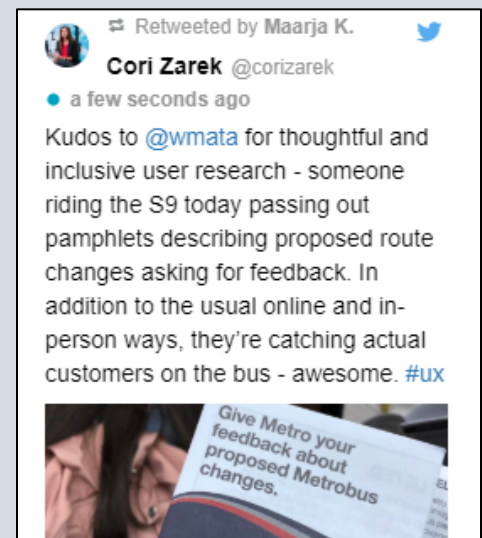 Retweeted by Maarja K.
Cori Zarek @corizarek
a few seconds ago
Kudos to @wmata for thoughtful and
inclusive user research - someone
riding the S9 today passing out
pamphlets describing proposed route
changes asking for feedback. In
addition to the usual online and in-
person ways, they're catching actual
customers on the bus - awesome. #ux
Give Metro your
feedback about
proposed Metrobus
changes.